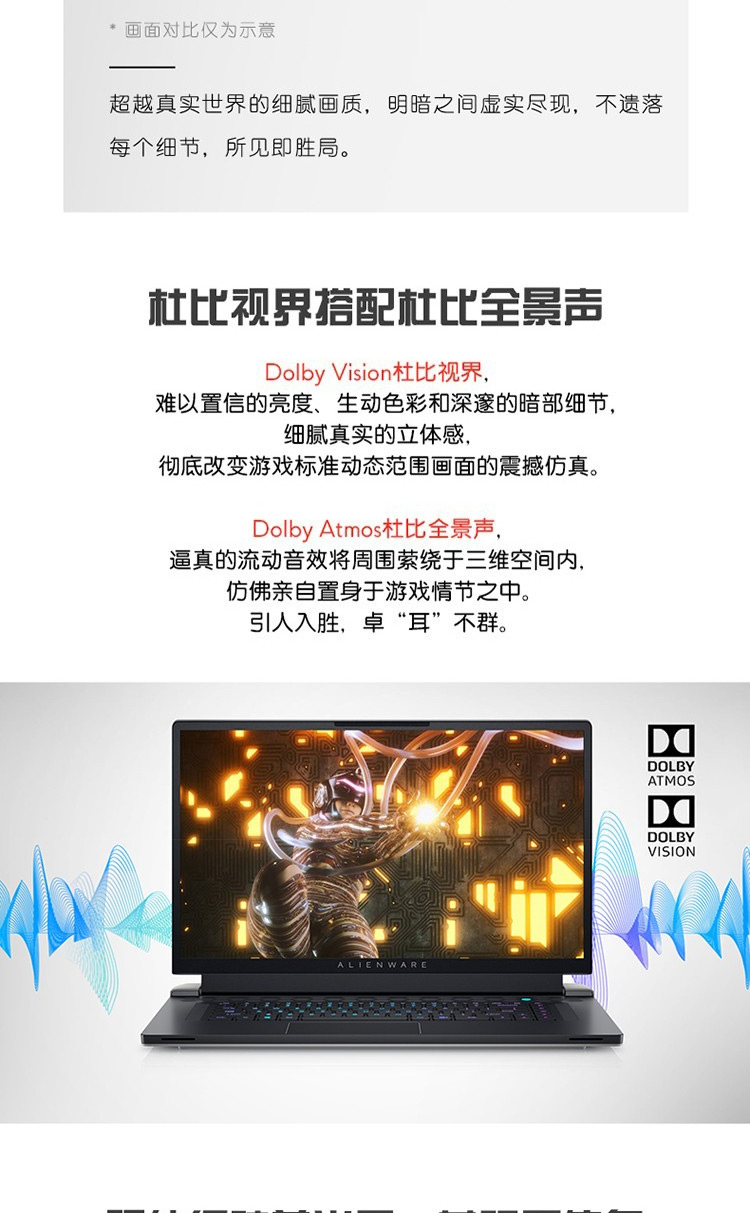 * 画面对比仅为示意
超越真实世界的细腻画质，明暗之间虚实尽现，不遗落
每个细节，所见即胜局。
杜比视界搭配杜比全景声
Dolby Vision杜比视界，
难以置信的亮度、生动色彩和深邃的暗部细节，
细腻真实的立体感，
彻底改变游戏标准动态范围画面的震撼仿真。
Dolby Atmos杜比全景声，
逼真的流动音效将周围萦绕于三维空间内，
仿佛亲自置身于游戏情节之中。
引人入胜，卓“耳”不群。
DOLBY
ATMOS
DOLBY
VISION
ALIENWARE